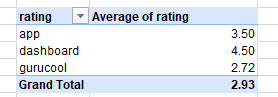 rating Average of rating
app 3.50
dashboard 4.50
gurucool 2.72
Grand Total 2.93